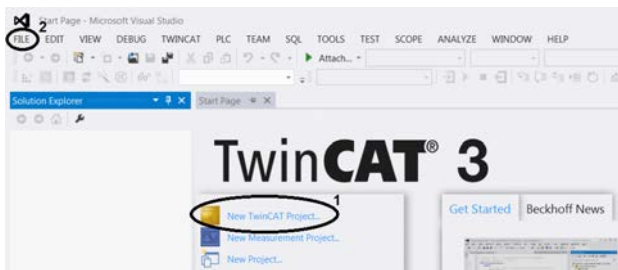 Start Page - Microsoft Visual Studio
2
FILE EDIT VIEW DEBUG TWINCAT PLC TEAM SQL TOOLS TEST SCOPE ANALYZE WINDOW HELP
Attach...
Solution Explorer
Start Page
TwinCAT® 3
1
New TwinCAT Project...
New Measurement Project...
New Project...
Get Started Beckhoff News